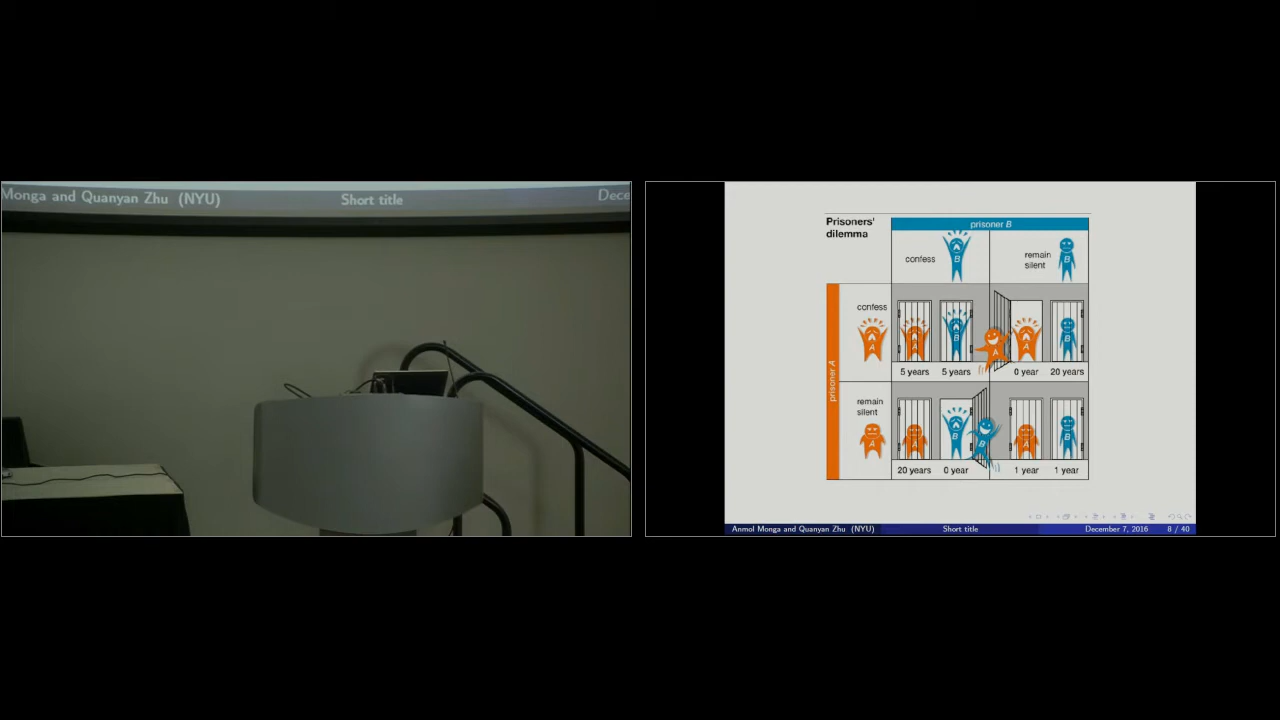 Monga and Quanyan Zhu (NYU)
Short title
Dece
Prisoners'
dilemma
prisoner B
confess
B
remain
silent
B
prisoner A
confess
A
A
B
A
A
B
5 years
5 years
0 year
20 years
remain
silent
A
A
B
B
A
B
20 years
0 year
1 year
1 year
Anmol Monga and Quanyan Zhu (NYU)
Short title
December 7, 2016
8 / 40